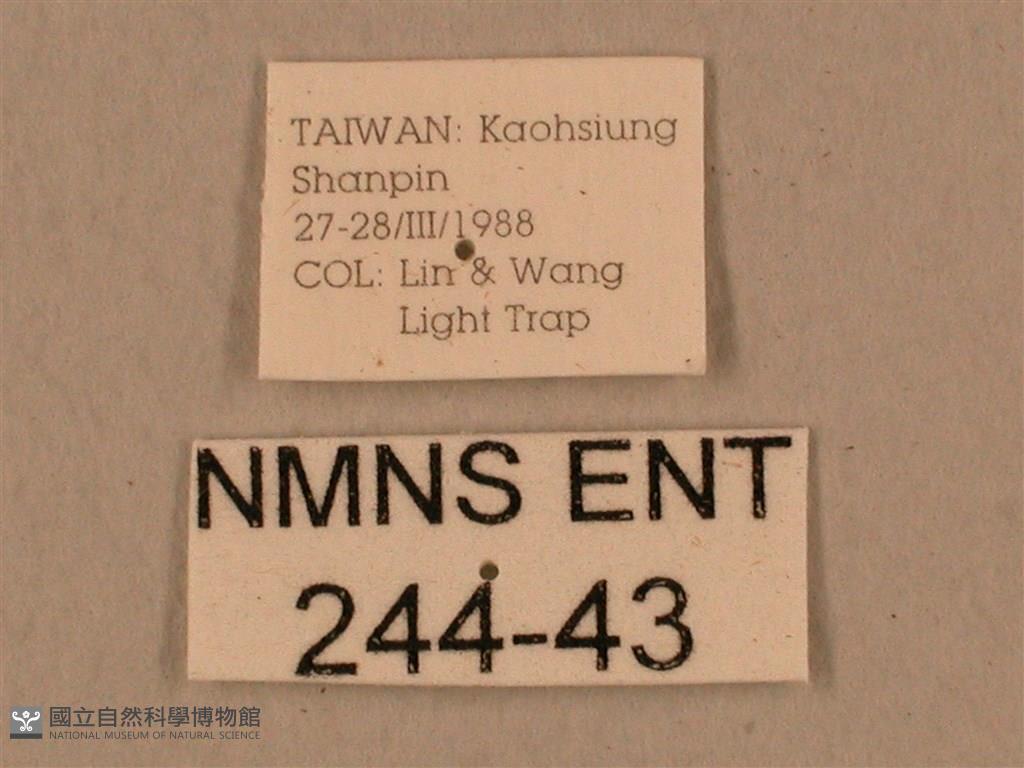 TAIWAN: Kaohsiung
Shanpin
27-28/III/1988
COL: Lin & Wang
Light Trap
NMNS ENT
244-43
國立自然科學博物館
NATIONAL MUSEUM OF NATURAL SCIENCE